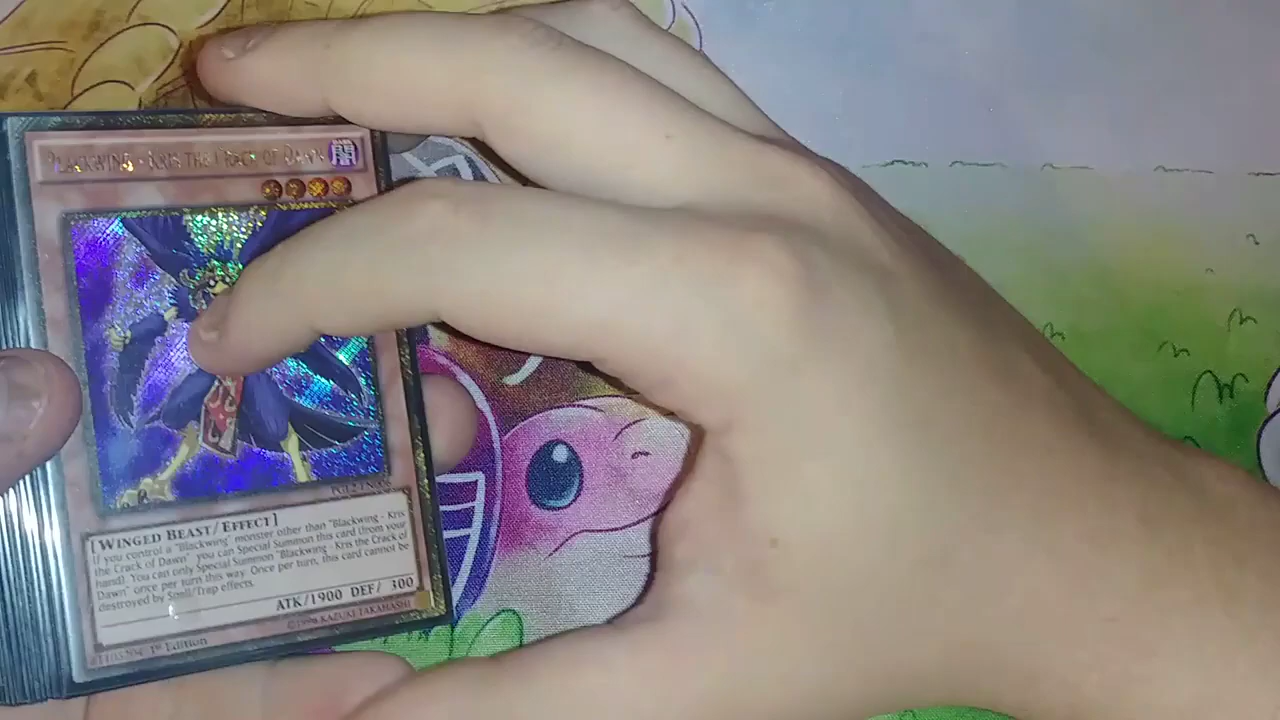 Blackwing - Kris the Crack of Dawn
DARK
[Winged Beast/Effect]
If you control a "Blackwing" monster other than "Blackwing - Kris
the Crack of Dawn" you can Special Summon this card (from your
hand). You can only Special Summon "Blackwing - Kris the Crack of
Dawn" once per turn this way. Once per turn, this card cannot be
destroyed by Spell/Trap effects.
ATK/1900 DEF/ 300
©1996 KAZUKI TAKAHASHI
1st Edition